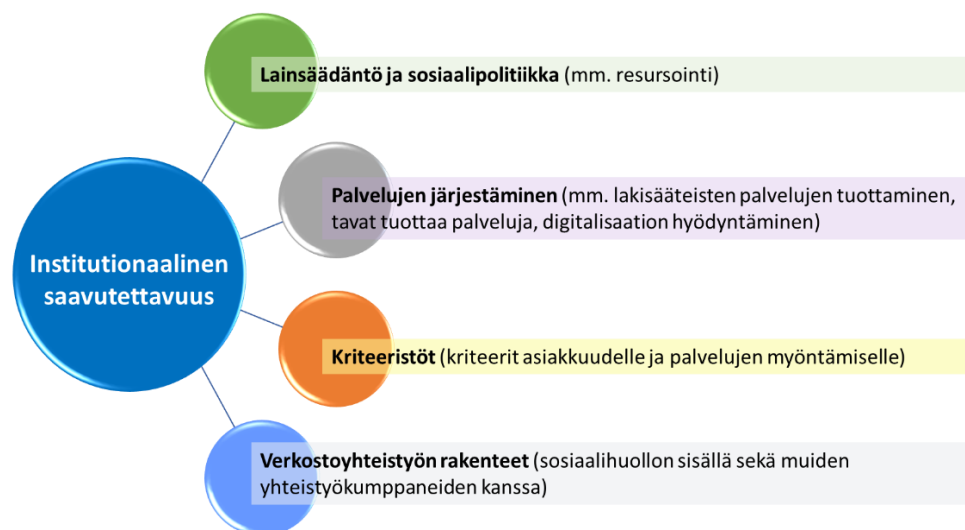 Lainsäädäntö ja sosiaalipolitiikka (mm. resursointi)
Palvelujen järjestäminen (mm. lakisääteisten palvelujen tuottaminen,
tavat tuottaa palveluja, digitalisaation hyödyntäminen)
Institutionaalinen
saavutettavuus
Kriteeristöt (kriteerit asiakkuudelle ja palvelujen myöntämiselle)
Verkostoyhteistyön rakenteet (sosiaalihuollon sisällä sekä muiden
yhteistyökumppaneiden kanssa)